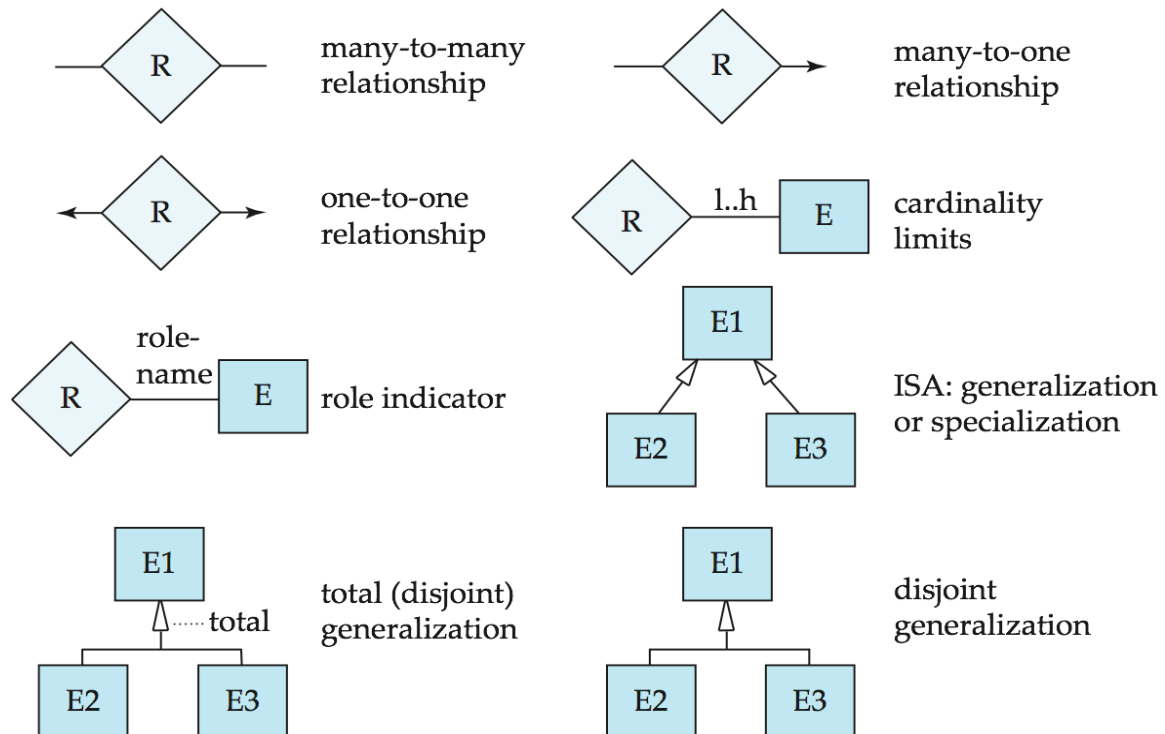 R
many-to-many
relationship
R
many-to-one
relationship
R
one-to-one
relationship
R
l..h
E
cardinality
limits
R
role-
name
E
role indicator
E1
E2
E3
ISA: generalization
or specialization
E1
total
E2
E3
total (disjoint)
generalization
E1
E2
E3
disjoint
generalization